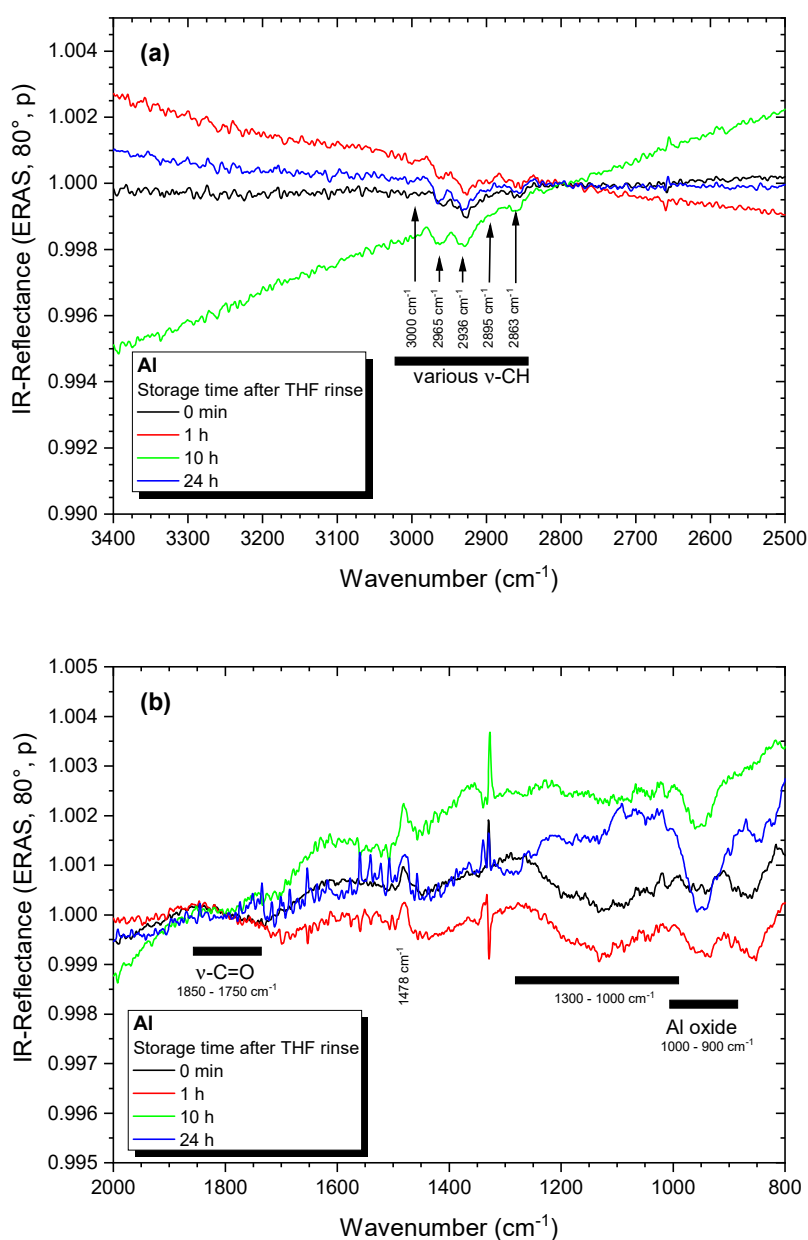 (a)
IR-Reflectance (ERAS, 80°, p)
1.004
1.002
1.000
0.998
0.996
0.994
0.992
0.990
3000 cm-1
2965 cm-1
2936 cm-1
2895 cm-1
2863 cm-1
various ν-CH
Al
Storage time after THF rinse
0 min
1 h
10 h
24 h
3400 3300 3200 3100 3000 2900 2800 2700 2600 2500
Wavenumber (cm-1)
(b)
IR-Reflectance (ERAS, 80°, p)
1.005
1.004
1.003
1.002
1.001
1.000
0.999
0.998
0.997
0.996
0.995
ν-C=O
1850 - 1750 cm-1
1478 cm-1
1300 - 1000 cm-1
Al oxide
1000 - 900 cm-1
Al
Storage time after THF rinse
0 min
1 h
10 h
24 h
2000 1800 1600 1400 1200 1000 800
Wavenumber (cm-1)